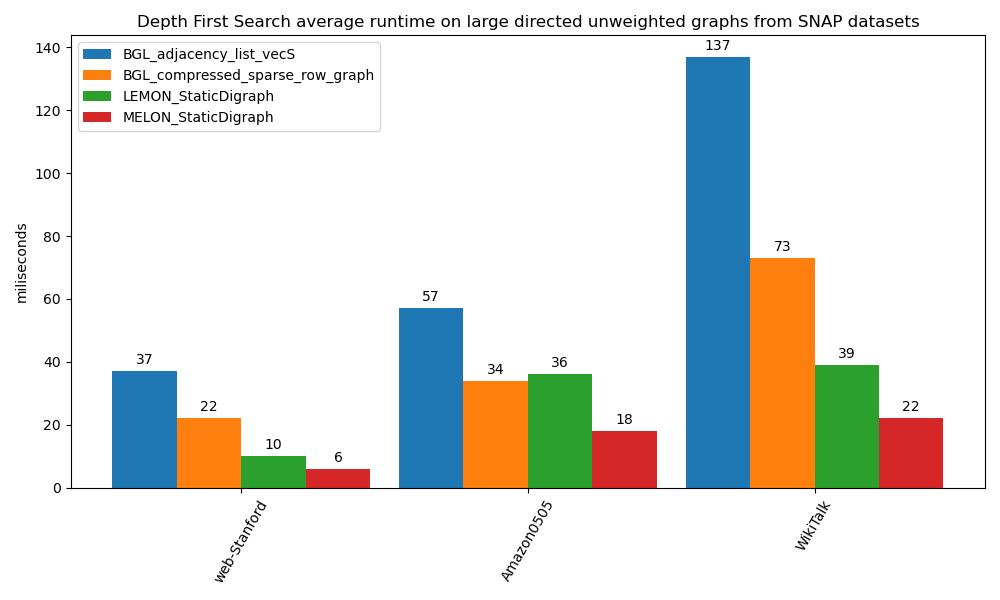 Depth First Search average runtime on large directed unweighted graphs from SNAP datasets
BGL_adjacency_list_vecS
BGL_compressed_sparse_row_graph
LEMON_StaticDigraph
MELON_StaticDigraph
miliseconds
140
120
100
80
60
40
20
0
37
22
10
6
57
34
36
18
137
73
39
22
web-Stanford
Amazon0505
WikiTalk